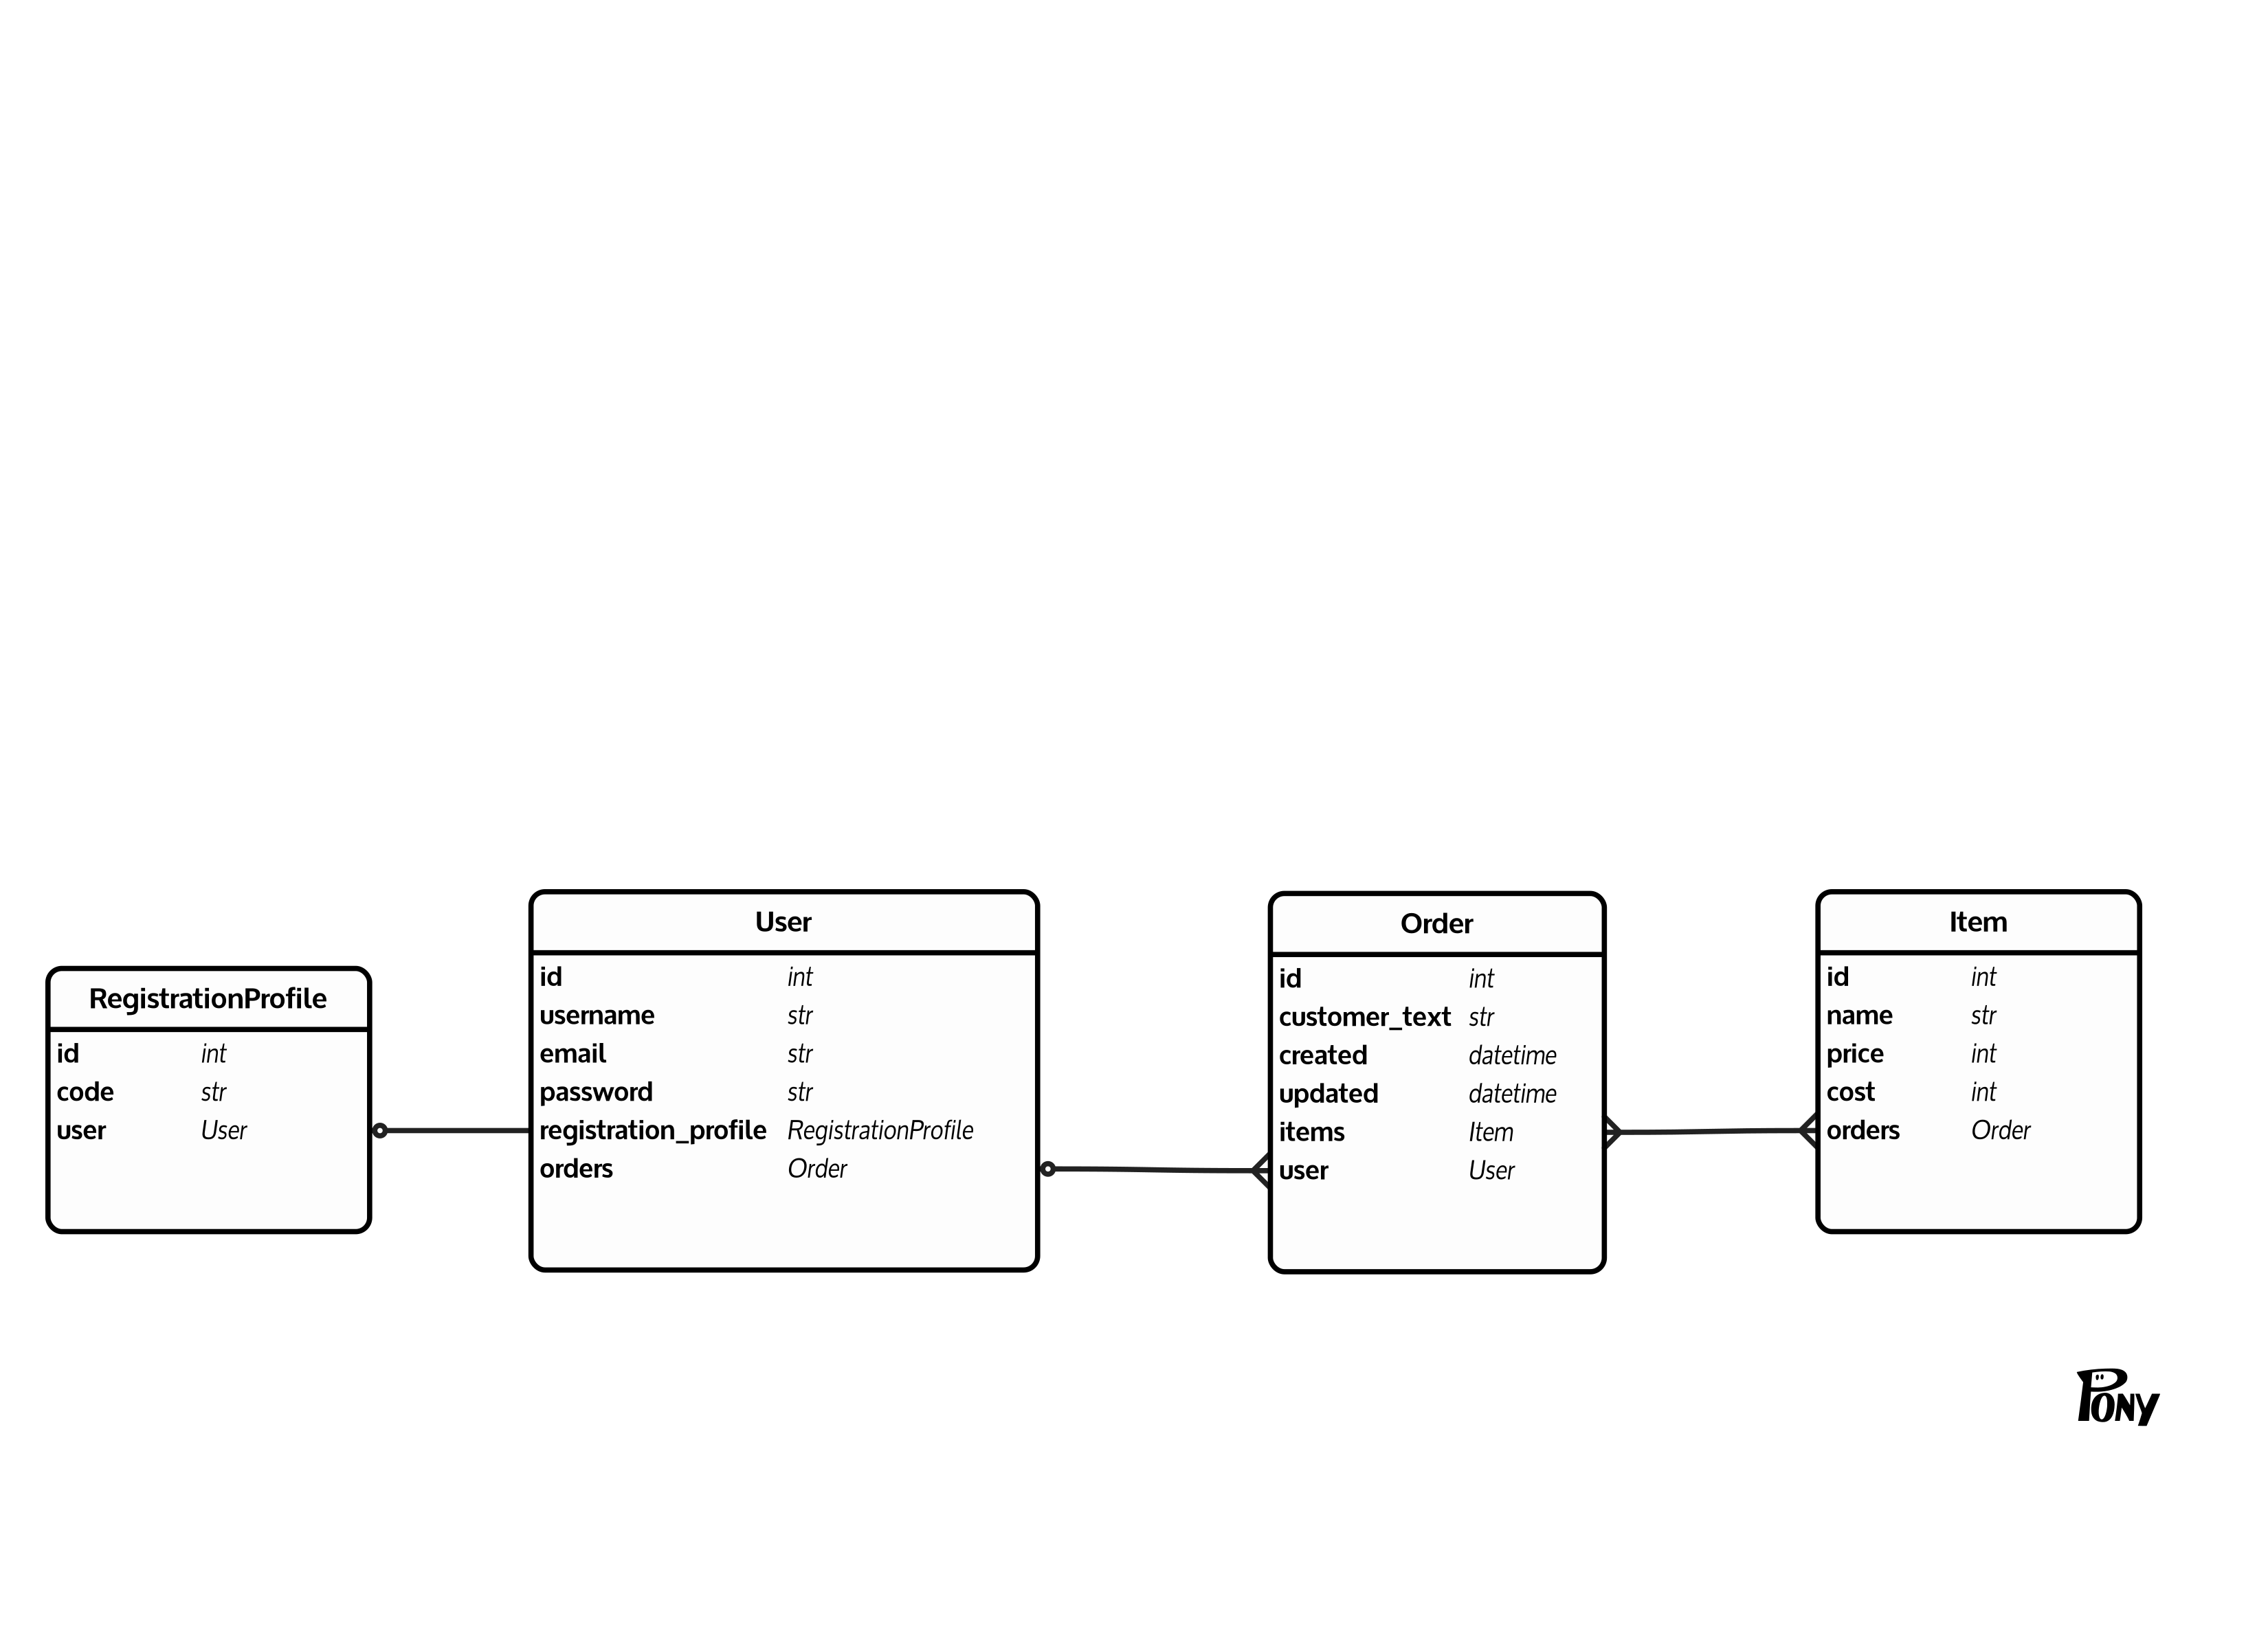 RegistrationProfile
id int
code str
user User
User
id int
username str
email str
password str
registration_profile RegistrationProfile
orders Order
Order
id int
customer_text str
created datetime
updated datetime
items Item
user User
Item
id int
name str
price int
cost int
orders Order
PONY